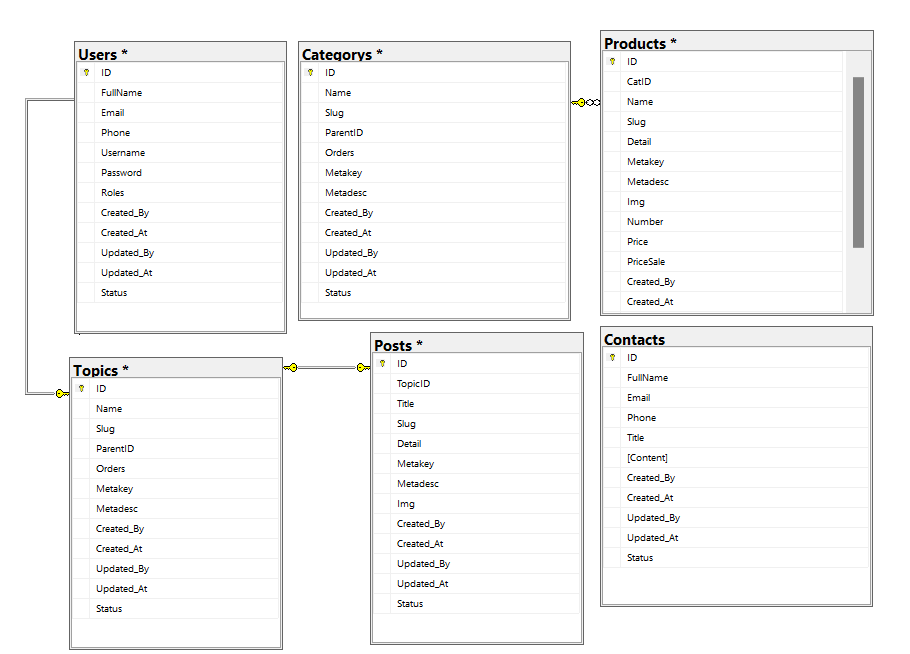 Users *
ID
FullName
Email
Phone
Username
Password
Roles
Created_By
Created_At
Updated_By
Updated_At
Status
Categorys *
ID
Name
Slug
ParentID
Orders
Metakey
Metadesc
Created_By
Created_At
Updated_By
Updated_At
Status
Products *
ID
CatID
Name
Slug
Detail
Metakey
Metadesc
Img
Number
Price
PriceSale
Created_By
Created_At
Topics *
ID
Name
Slug
ParentID
Orders
Metakey
Metadesc
Created_By
Created_At
Updated_By
Updated_At
Status
Posts *
ID
TopicID
Title
Slug
Detail
Metakey
Metadesc
Img
Created_By
Created_At
Updated_By
Updated_At
Status
Contacts
ID
FullName
Email
Phone
Title
[Content]
Created_By
Created_At
Updated_By
Updated_At
Status